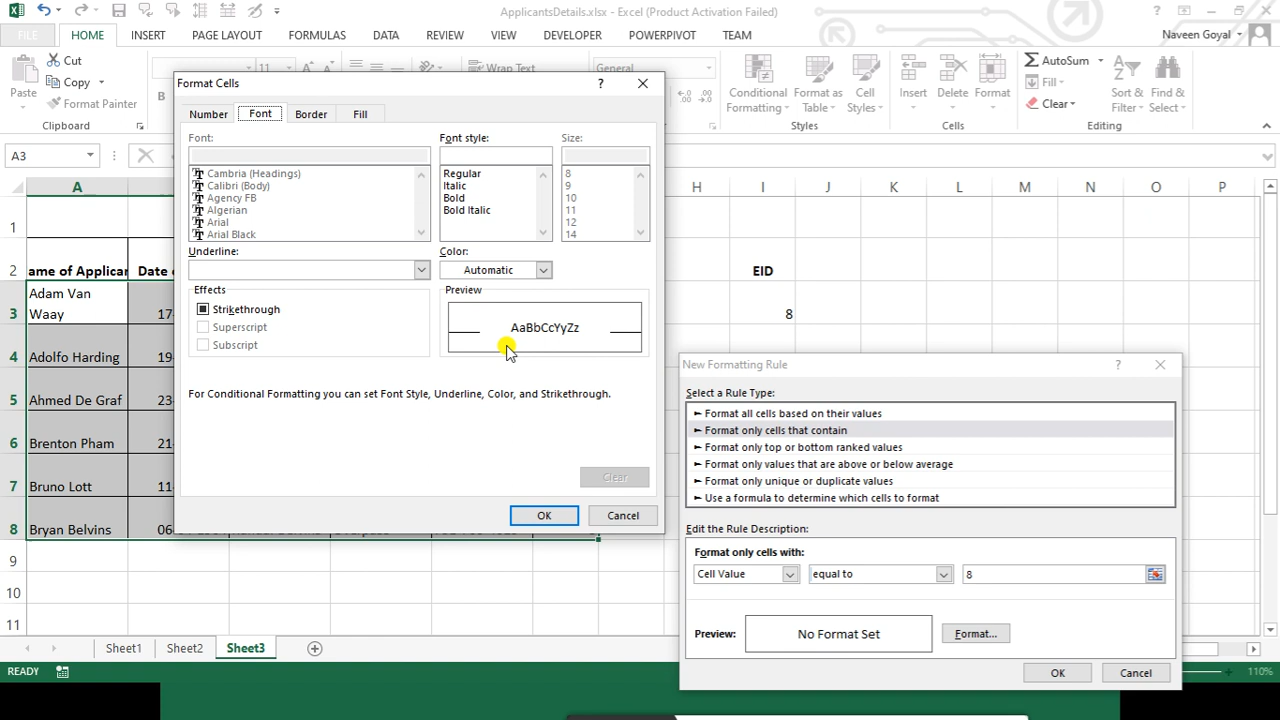 ApplicantsDetails.xlsx - Excel (Product Activation Failed)
FILE HOME INSERT PAGE LAYOUT FORMULAS DATA REVIEW VIEW DEVELOPER POWERPIVOT TEAM Naveen Goyal
Paste Cut Copy Format Painter
Clipboard
11
B
Wrap Text
General
Conditional Formatting Format as Table Cell Styles
Styles
Insert Delete Format
Cells
AutoSum Fill Clear
Sort & Filter Find & Select
Editing
A3
A H I J K L M N O P
1
2 ame of Applicar Date EID
3 Adam Van Waay 17- 8
4 Adolfo Harding 19-
5 Ahmed De Graf 23-
6 Brenton Pham 21-
7 Bruno Lott 11-
8 Bryan Belvins 06
9
10
11
Format Cells ?
Number Font Border Fill
Font: Font style: Size:
Cambria (Headings) Regular 8
Calibri (Body) Italic 9
Agency FB Bold 10
Algerian Bold Italic 11
Arial 12
Arial Black 14
Underline: Color:
Automatic
Effects Preview
Strikethrough
Superscript AaBbCcYyZz
Subscript
For Conditional Formatting you can set Font Style, Underline, Color, and Strikethrough.
Clear
OK Cancel
New Formatting Rule ?
Select a Rule Type:
► Format all cells based on their values
► Format only cells that contain
► Format only top or bottom ranked values
► Format only values that are above or below average
► Format only unique or duplicate values
► Use a formula to determine which cells to format
Edit the Rule Description:
Format only cells with:
Cell Value equal to 8
Preview: No Format Set Format...
OK Cancel
Sheet1 Sheet2 Sheet3
READY 110%